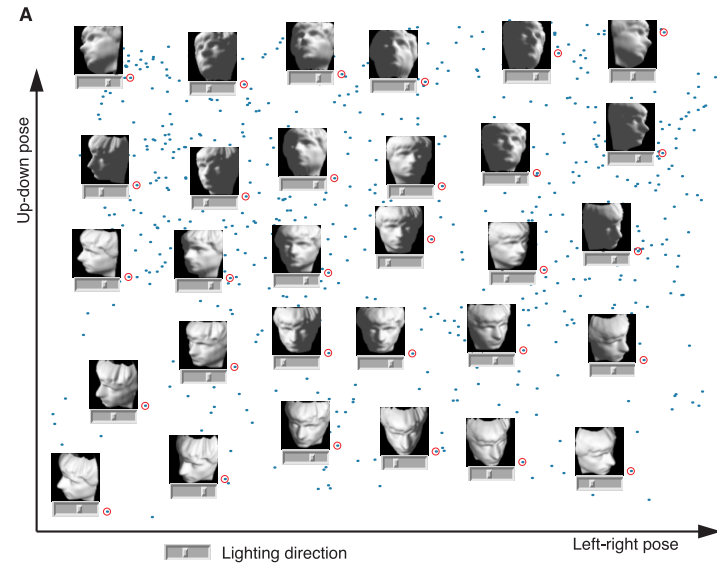 A
Up-down pose
Left-right pose
Lighting direction